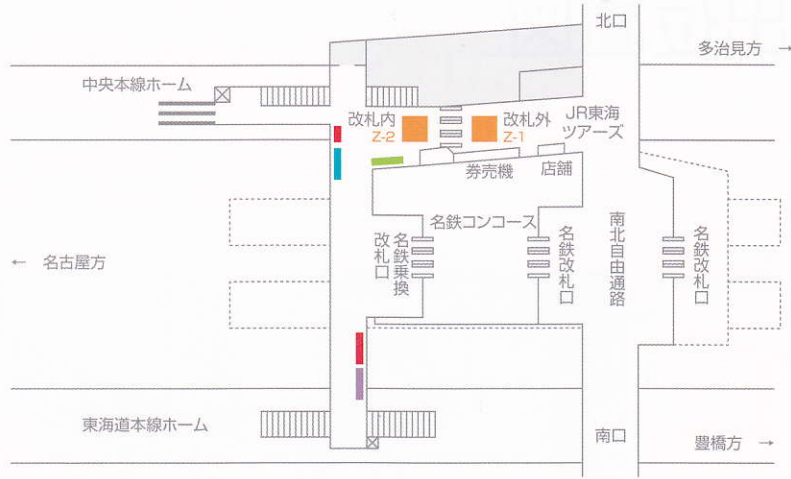 北口
多治見方 →
中央本線ホーム
改札内
Z-2
改札外
Z-1
JR東海
ツアーズ
券売機
店舗
名鉄コンコース
名鉄乗換
改札口
名鉄改札口
南北自由通路
名鉄改札口
← 名古屋方
東海道本線ホーム
南口
豊橋方 →